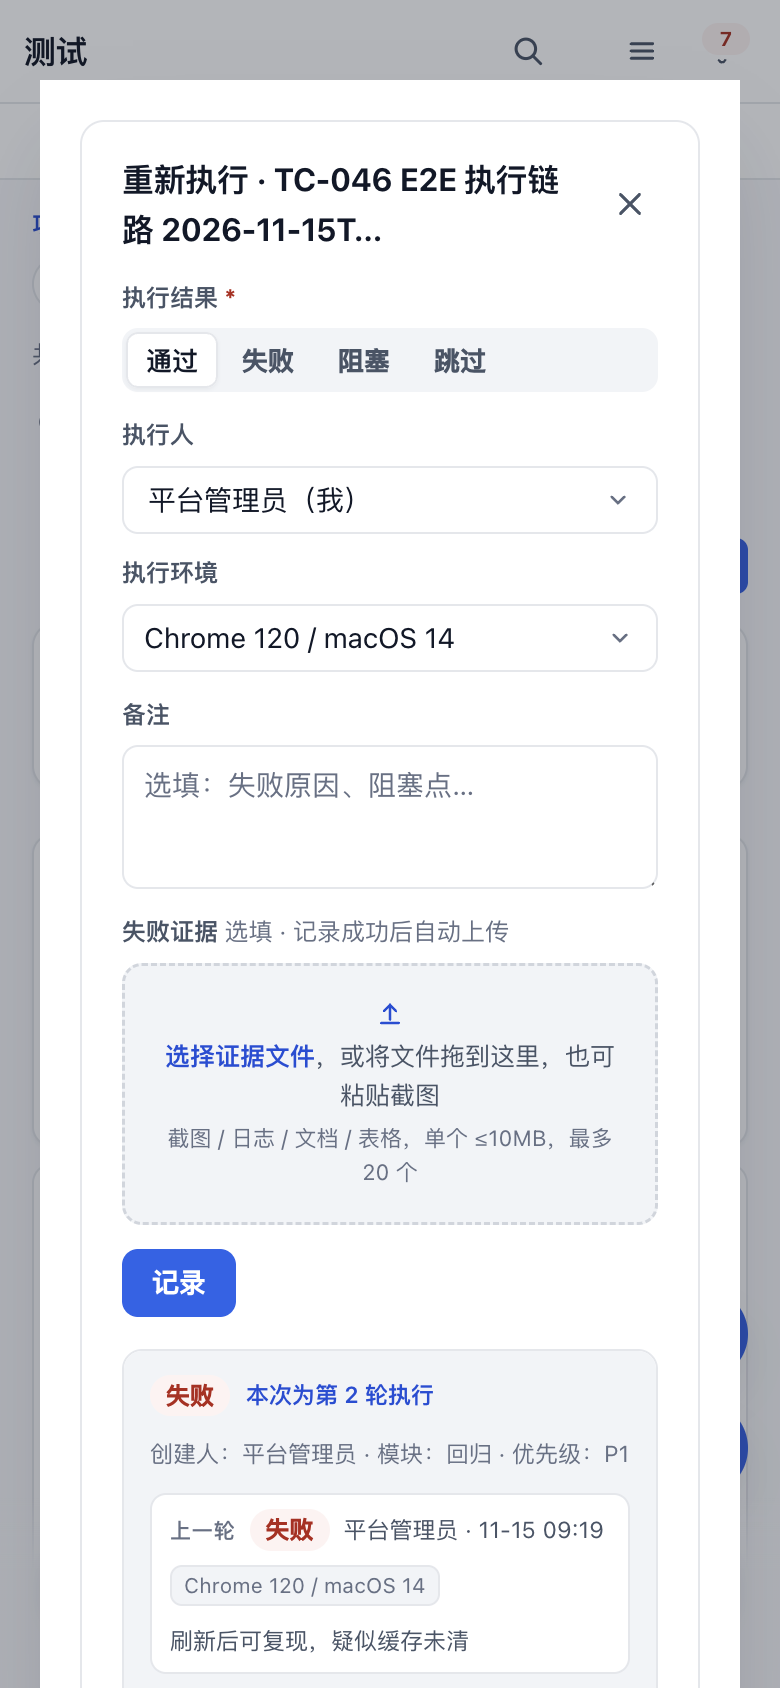 测试
7
重新执行 · TC-046 E2E 执行链
路 2026-11-15T...
执行结果 *
通过 失败 阻塞 跳过
执行人
平台管理员（我）
执行环境
Chrome 120 / macOS 14
备注
选填：失败原因、阻塞点...
失败证据 选填 · 记录成功后自动上传
选择证据文件，或将文件拖到这里，也可
粘贴截图
截图 / 日志 / 文档 / 表格，单个 ≤10MB，最多
20 个
记录
失败 本次为第 2 轮执行
创建人：平台管理员 · 模块：回归 · 优先级：P1
上一轮 失败 平台管理员 · 11-15 09:19
Chrome 120 / macOS 14
刷新后可复现，疑似缓存未清